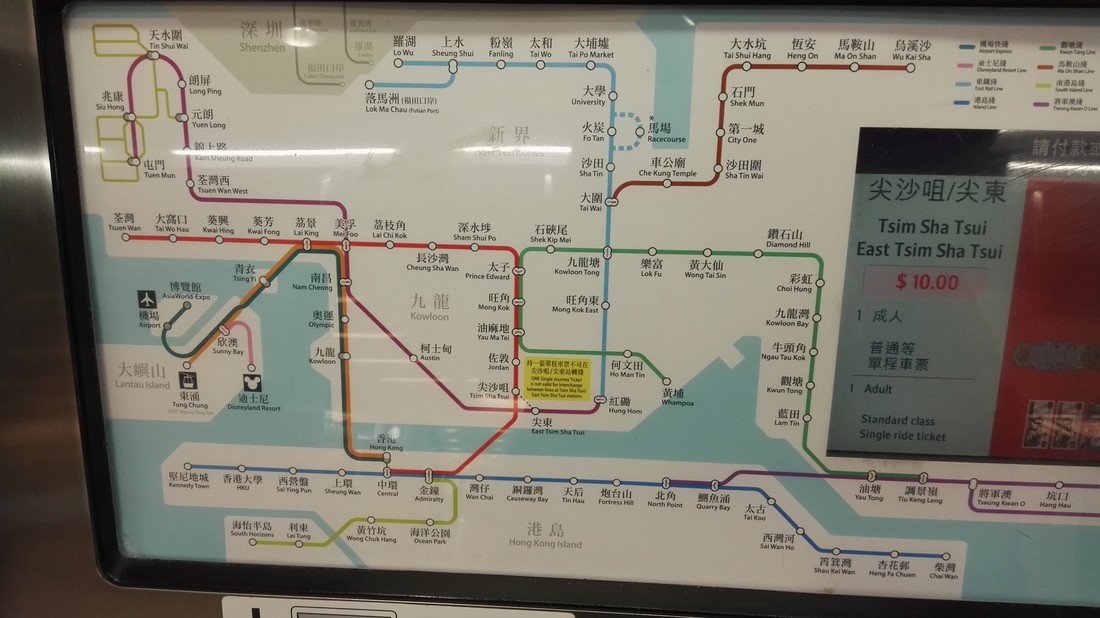 深圳
Shenzhen
天水圍
Tin Shui Wai
羅湖
Lo Wu
上水
Sheung Shui
粉嶺
Fanling
太和
Tai Wo
大埔墟
Tai Po Market
大水坑
Tai Shui Hang
恆安
Heng On
馬鞍山
Ma On Shan
烏溪沙
Wu Kai Sha
機場快綫
Airport Express
觀塘綫
Kwun Tong Line
迪士尼綫
Disneyland Resort Line
馬鞍山綫
Ma On Shan Line
東鐵綫
East Rail Line
南港島綫
South Island Line
港島綫
Island Line
將軍澳綫
Tseung Kwan O Line
福田口岸
Futian Checkpoint
落馬洲 (福田口岸)
Lok Ma Chau (Futian Port)
朗屏
Long Ping
兆康
Siu Hong
元朗
Yuen Long
錦上路
Kam Sheung Road
屯門
Tuen Mun
荃灣西
Tsuen Wan West
新界
New Territories
大學
University
火炭
Fo Tan
馬場
Racecourse
沙田
Sha Tin
車公廟
Che Kung Temple
大圍
Tai Wai
石門
Shek Mun
第一城
City One
沙田圍
Sha Tin Wai
荃灣
Tsuen Wan
大窩口
Tai Wo Hau
葵興
Kwai Hing
葵芳
Kwai Fong
荔景
Lai King
美孚
Mei Foo
荔枝角
Lai Chi Kok
長沙灣
Cheung Sha Wan
深水埗
Sham Shui Po
太子
Prince Edward
石硤尾
Shek Kip Mei
九龍塘
Kowloon Tong
樂富
Lok Fu
黃大仙
Wong Tai Sin
鑽石山
Diamond Hill
彩虹
Choi Hung
九龍灣
Kowloon Bay
牛頭角
Ngau Tau Kok
觀塘
Kwun Tong
藍田
Lam Tin
青衣
Tsing Yi
博覽館
AsiaWorld-Expo
機場
Airport
欣澳
Sunny Bay
大嶼山
Lantau Island
東涌
Tung Chung
迪士尼
Disneyland Resort
南昌
Nam Cheong
奧運
Olympic
九龍
Kowloon
九龍
Kowloon
柯士甸
Austin
旺角
Mong Kok
旺角東
Mong Kok East
油麻地
Yau Ma Tei
佐敦
Jordan
持一張單程車票不可在
尖沙咀/尖東站轉綫
ONE Single Journey Ticket
is not valid for interchange
between lines at Tsim Sha Tsui/
East Tsim Sha Tsui stations
何文田
Ho Man Tin
黃埔
Whampoa
尖沙咀
Tsim Sha Tsui
尖東
East Tsim Sha Tsui
紅磡
Hung Hom
香港
Hong Kong
堅尼地城
Kennedy Town
香港大學
HKU
西營盤
Sai Ying Pun
上環
Sheung Wan
中環
Central
金鐘
Admiralty
灣仔
Wan Chai
銅鑼灣
Causeway Bay
天后
Tin Hau
炮台山
Fortress Hill
北角
North Point
鰂魚涌
Quarry Bay
太古
Tai Koo
西灣河
Sai Wan Ho
筲箕灣
Shau Kei Wan
杏花邨
Heng Fa Chuen
柴灣
Chai Wan
油塘
Yau Tong
調景嶺
Tiu Keng Leng
將軍澳
Tseung Kwan O
坑口
Hang Hau
海怡半島
South Horizons
利東
Lei Tung
黃竹坑
Wong Chuk Hang
海洋公園
Ocean Park
港島
Hong Kong Island
請付款或
尖沙咀/尖東
Tsim Sha Tsui
East Tsim Sha Tsui
$ 10.00
1 成人
普通等
單程車票
1 Adult
Standard class
Single ride ticket